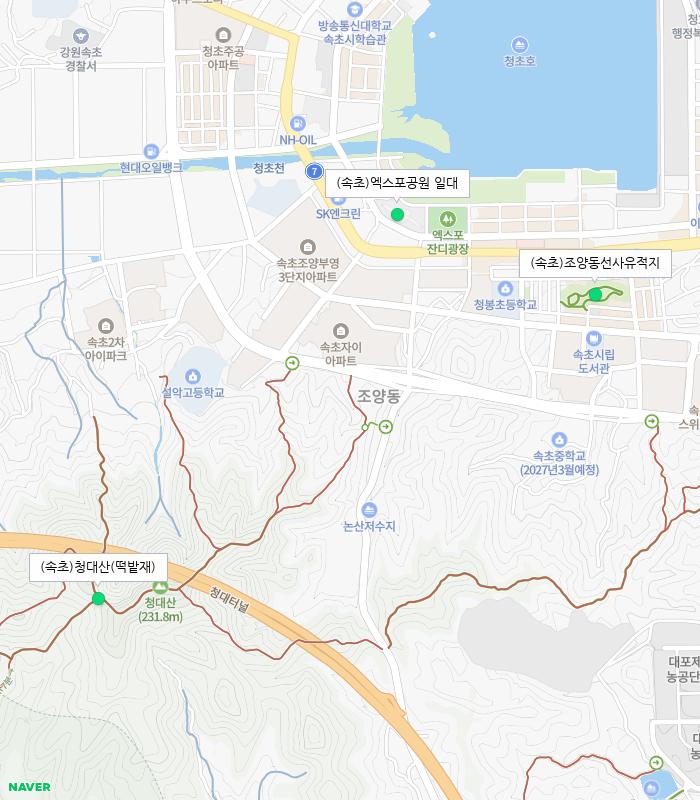 방송통신대학교
속초시학습관
강원속초
경찰서
청초주공
아파트
청초호
행정복
NH-OIL
현대오일뱅크
청초천
7
(속초)엑스포공원 일대
SK엔크린
엑스포
잔디광장
속초조양부영
3단지아파트
(속초)조양동선사유적지
청봉초등학교
속초2차
아이파크
속초자이
아파트
속초시립
도서관
설악고등학교
조양동
속
스위
속초중학교
(2027년3월예정)
논산저수지
(속초)청대산(떡밭재)
청대산
(231.8m)
청대터널
대포제
농공단
NAVER